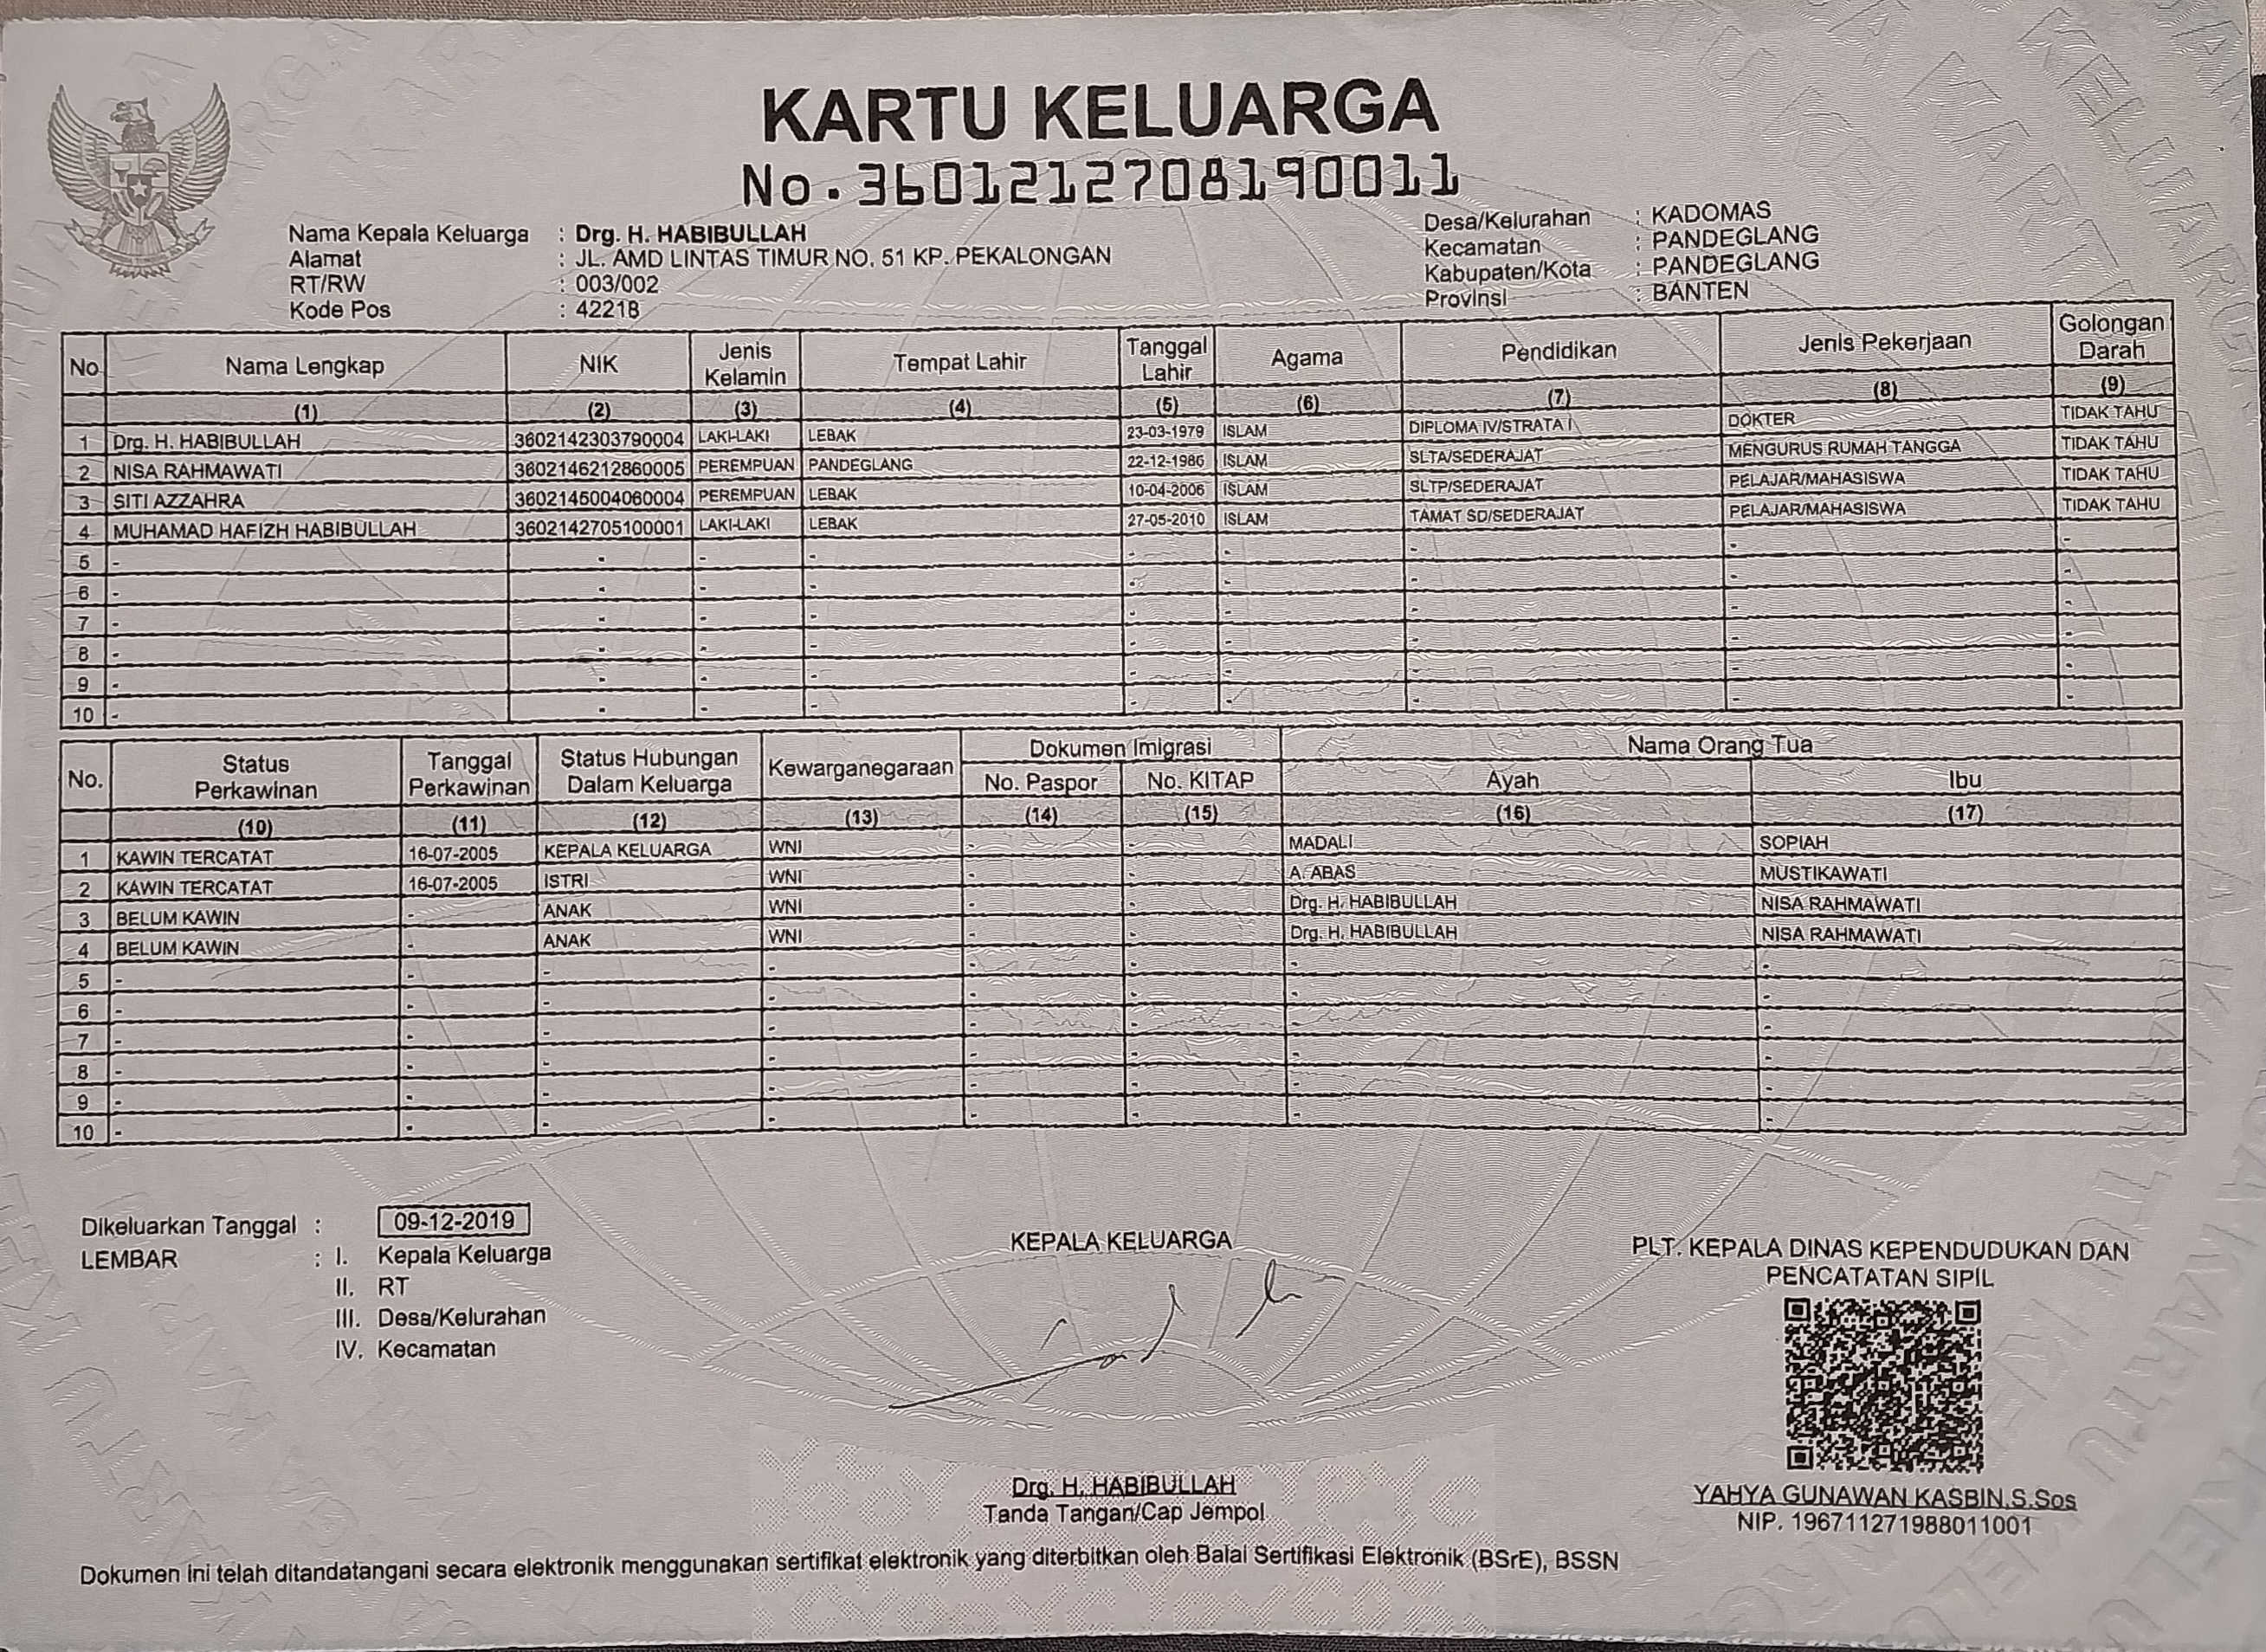 KARTU KELUARGA
No.3601212708190011
Nama Kepala Keluarga : Drg. H. HABIBULLAH
Alamat : JL. AMD LINTAS TIMUR NO. 51 KP. PEKALONGAN
RT/RW : 003/002
Kode Pos : 42218
Desa/Kelurahan : KADOMAS
Kecamatan : PANDEGLANG
Kabupaten/Kota : PANDEGLANG
Provinsi : BANTEN
No Nama Lengkap NIK Jenis Kelamin Tempat Lahir Tanggal Lahir Agama Pendidikan Jenis Pekerjaan Golongan Darah
(1) (2) (3) (4) (5) (6) (7) (8) (9)
1 Drg. H. HABIBULLAH 3602142303790004 LAKI-LAKI LEBAK 23-03-1979 ISLAM DIPLOMA IV/STRATA I DOKTER TIDAK TAHU
2 NISA RAHMAWATI 3602146212860005 PEREMPUAN PANDEGLANG 22-12-1986 ISLAM SLTA/SEDERAJAT MENGURUS RUMAH TANGGA TIDAK TAHU
3 SITI AZZAHRA 3602145004060004 PEREMPUAN LEBAK 10-04-2006 ISLAM SLTP/SEDERAJAT PELAJAR/MAHASISWA TIDAK TAHU
4 MUHAMAD HAFIZH HABIBULLAH 3602142705100001 LAKI-LAKI LEBAK 27-05-2010 ISLAM TAMAT SD/SEDERAJAT PELAJAR/MAHASISWA TIDAK TAHU
5 - - - - - - - - -
6 - - - - - - - - -
7 - - - - - - - - -
8 - - - - - - - - -
9 - - - - - - - - -
10 - - - - - - - - -
No. Status Perkawinan Tanggal Perkawinan Status Hubungan Dalam Keluarga Kewarganegaraan Dokumen Imigrasi Nama Orang Tua
No. Paspor No. KITAP Ayah Ibu
(10) (11) (12) (13) (14) (15) (16) (17)
1 KAWIN TERCATAT 16-07-2005 KEPALA KELUARGA WNI - - MADALI SOPIAH
2 KAWIN TERCATAT 16-07-2005 ISTRI WNI - - A. ABAS MUSTIKAWATI
3 BELUM KAWIN - ANAK WNI - - Drg. H. HABIBULLAH NISA RAHMAWATI
4 BELUM KAWIN - ANAK WNI - - Drg. H. HABIBULLAH NISA RAHMAWATI
5 - - - - - - - -
6 - - - - - - - -
7 - - - - - - - -
8 - - - - - - - -
9 - - - - - - - -
10 - - - - - - - -
Dikeluarkan Tanggal : 09-12-2019
LEMBAR : I. Kepala Keluarga
II. RT
III. Desa/Kelurahan
IV. Kecamatan
KEPALA KELUARGA
Drg. H. HABIBULLAH
Tanda Tangan/Cap Jempol
PLT. KEPALA DINAS KEPENDUDUKAN DAN
PENCATATAN SIPIL
YAHYA GUNAWAN KASBIN,S.Sos
NIP. 196711271988011001
Dokumen ini telah ditandatangani secara elektronik menggunakan sertifikat elektronik yang diterbitkan oleh Balai Sertifikasi Elektronik (BSrE), BSSN